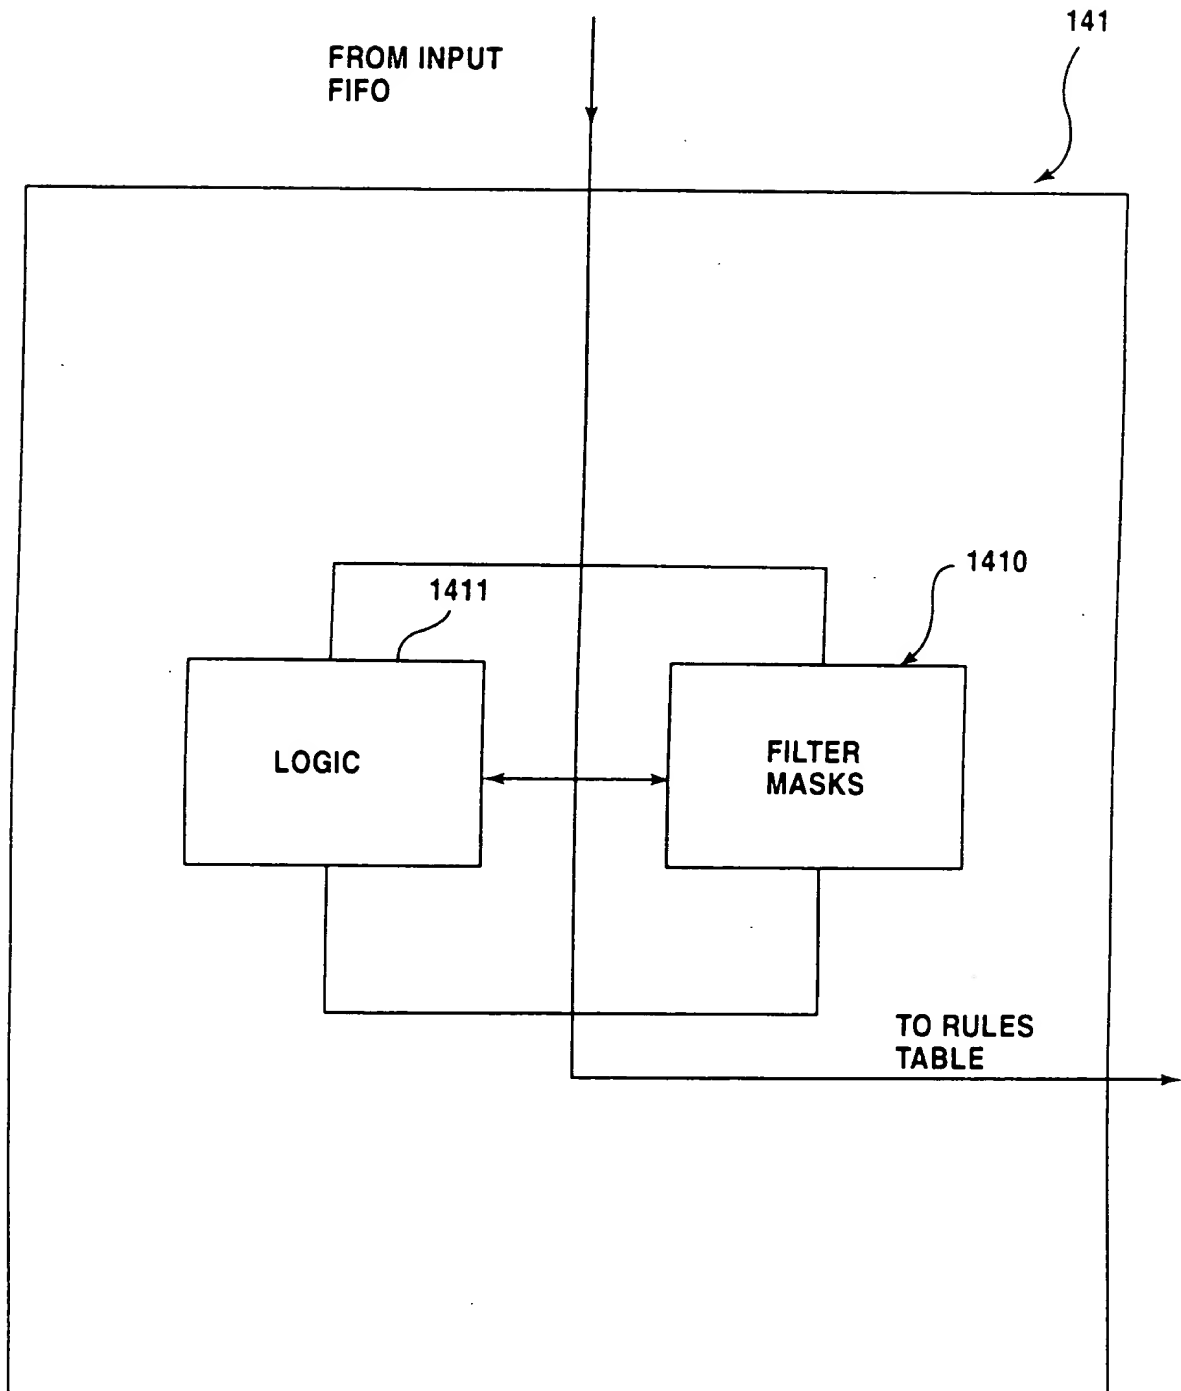 141
FROM INPUT
FIFO
1410
1411
LOGIC
FILTER
MASKS
TO RULES
TABLE